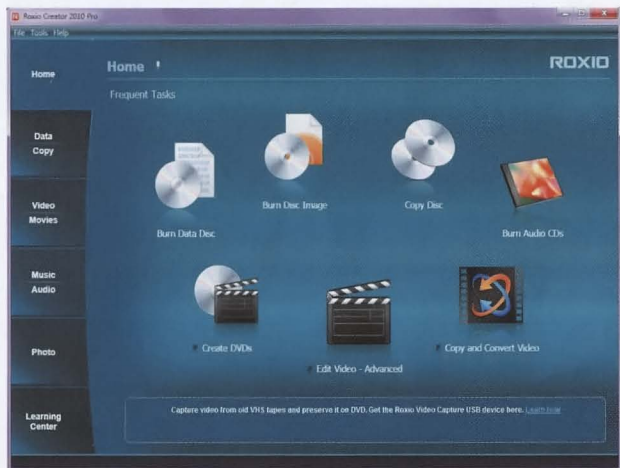 Roxio Creator 2010 Pro
File Tools Help
Home
Data
Copy
Video
Movies
Music
Audio
Photo
Learning
Center
Home
ROXIO
Frequent Tasks
Burn Data Disc
Burn Disc Image
Copy Disc
Burn Audio CDs
Create DVDs
Edit Video - Advanced
Copy and Convert Video
Capture video from old VHS tapes and preserve it on DVD. Get the Roxio Video Capture USB device here. Learn how